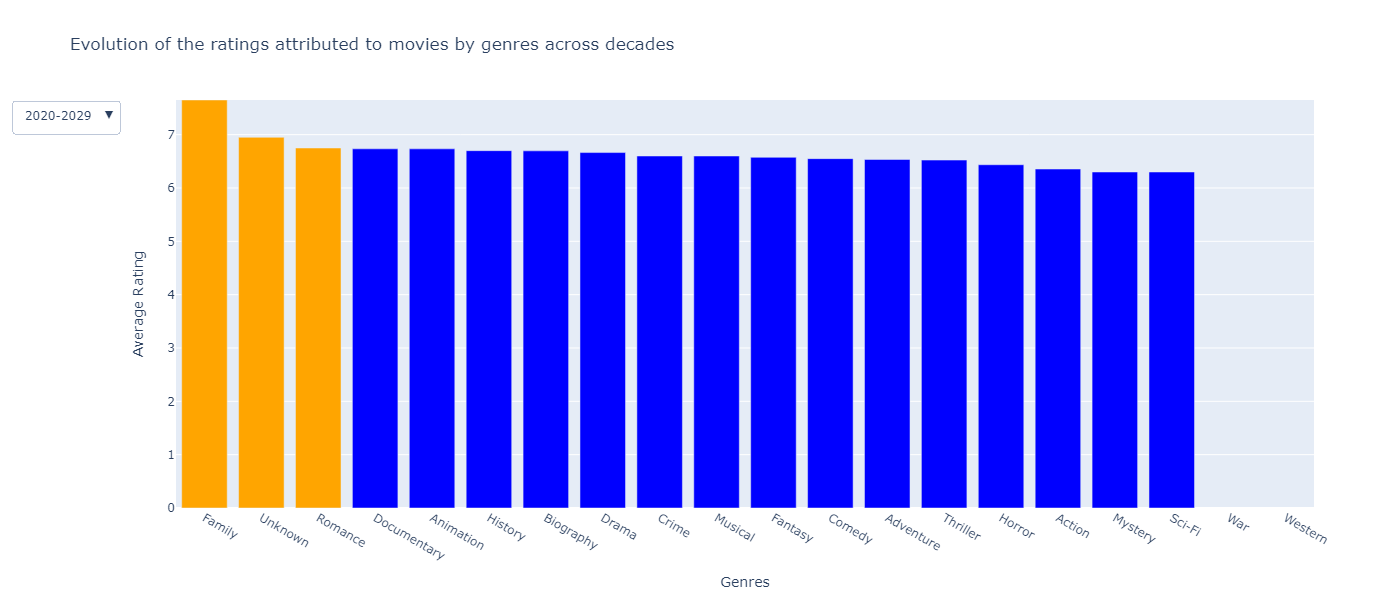 Evolution of the ratings attributed to movies by genres across decades
2020-2029 ▼
7
6
5
4
3
2
1
0
Average Rating
Family
Unknown
Romance
Documentary
Animation
History
Biography
Drama
Crime
Musical
Fantasy
Comedy
Adventure
Thriller
Horror
Action
Mystery
Sci-Fi
War
Western
Genres